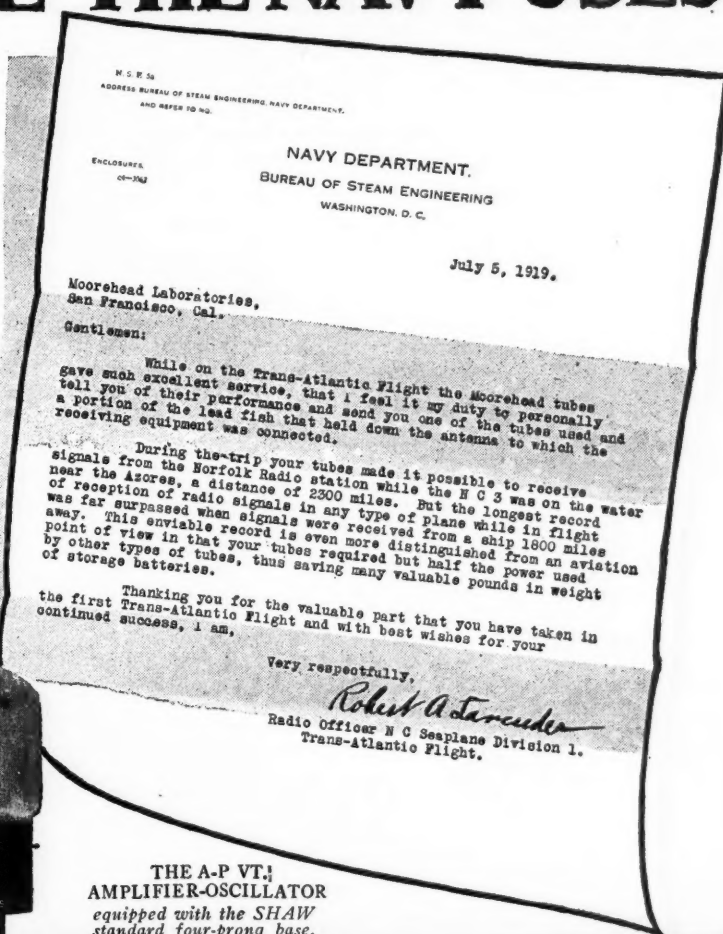 THE NAVY USES
N. S. E. 5a
ADDRESS BUREAU OF STEAM ENGINEERING, NAVY DEPARTMENT,
AND REFER TO NO.
ENCLOSURES.
NAVY DEPARTMENT.
BUREAU OF STEAM ENGINEERING
WASHINGTON, D. C.
July 5, 1919.
Moorehead Laboratories,
San Francisco, Cal.
Gentlemen:
While on the Trans-Atlantic Flight the Moorehead tubes
gave such excellent service, that I feel it my duty to personally
tell you of their performance and send you one of the tubes used and
a portion of the lead fish that held down the antenna to which the
receiving equipment was connected.
During the trip your tubes made it possible to receive
signals from the Norfolk Radio station while the N C 3 was on the water
near the Azores, a distance of 2300 miles. But the longest record
of reception of radio signals in any type of plane while in flight
was far surpassed when signals were received from a ship 1800 miles
away. This enviable record is even more distinguished from an aviation
point of view in that your tubes required but half the power used
by other types of tubes, thus saving many valuable pounds in weight
of storage batteries.
Thanking you for the valuable part that you have taken in
the first Trans-Atlantic Flight and with best wishes for your
continued success, I am,
Very respectfully,
Robert A
Radio Officer N C Seaplane Division 1.
Trans-Atlantic Flight.
THE A-P VT.
AMPLIFIER-OSCILLATOR
equipped with the SHAW
standard four-prong base.